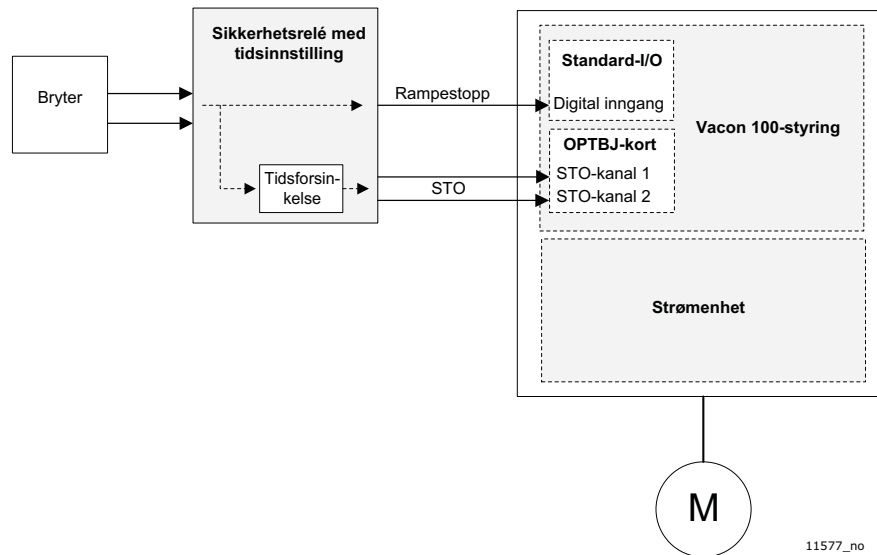 Sikkerhetsrelé med
tidsinnstilling
Bryter
Tidsforsin-
kelse
Rampestopp
STO
Standard-I/O
Digital inngang
OPTBJ-kort
STO-kanal 1
STO-kanal 2
Vacon 100-styring
Strømenhet
M
11577_no